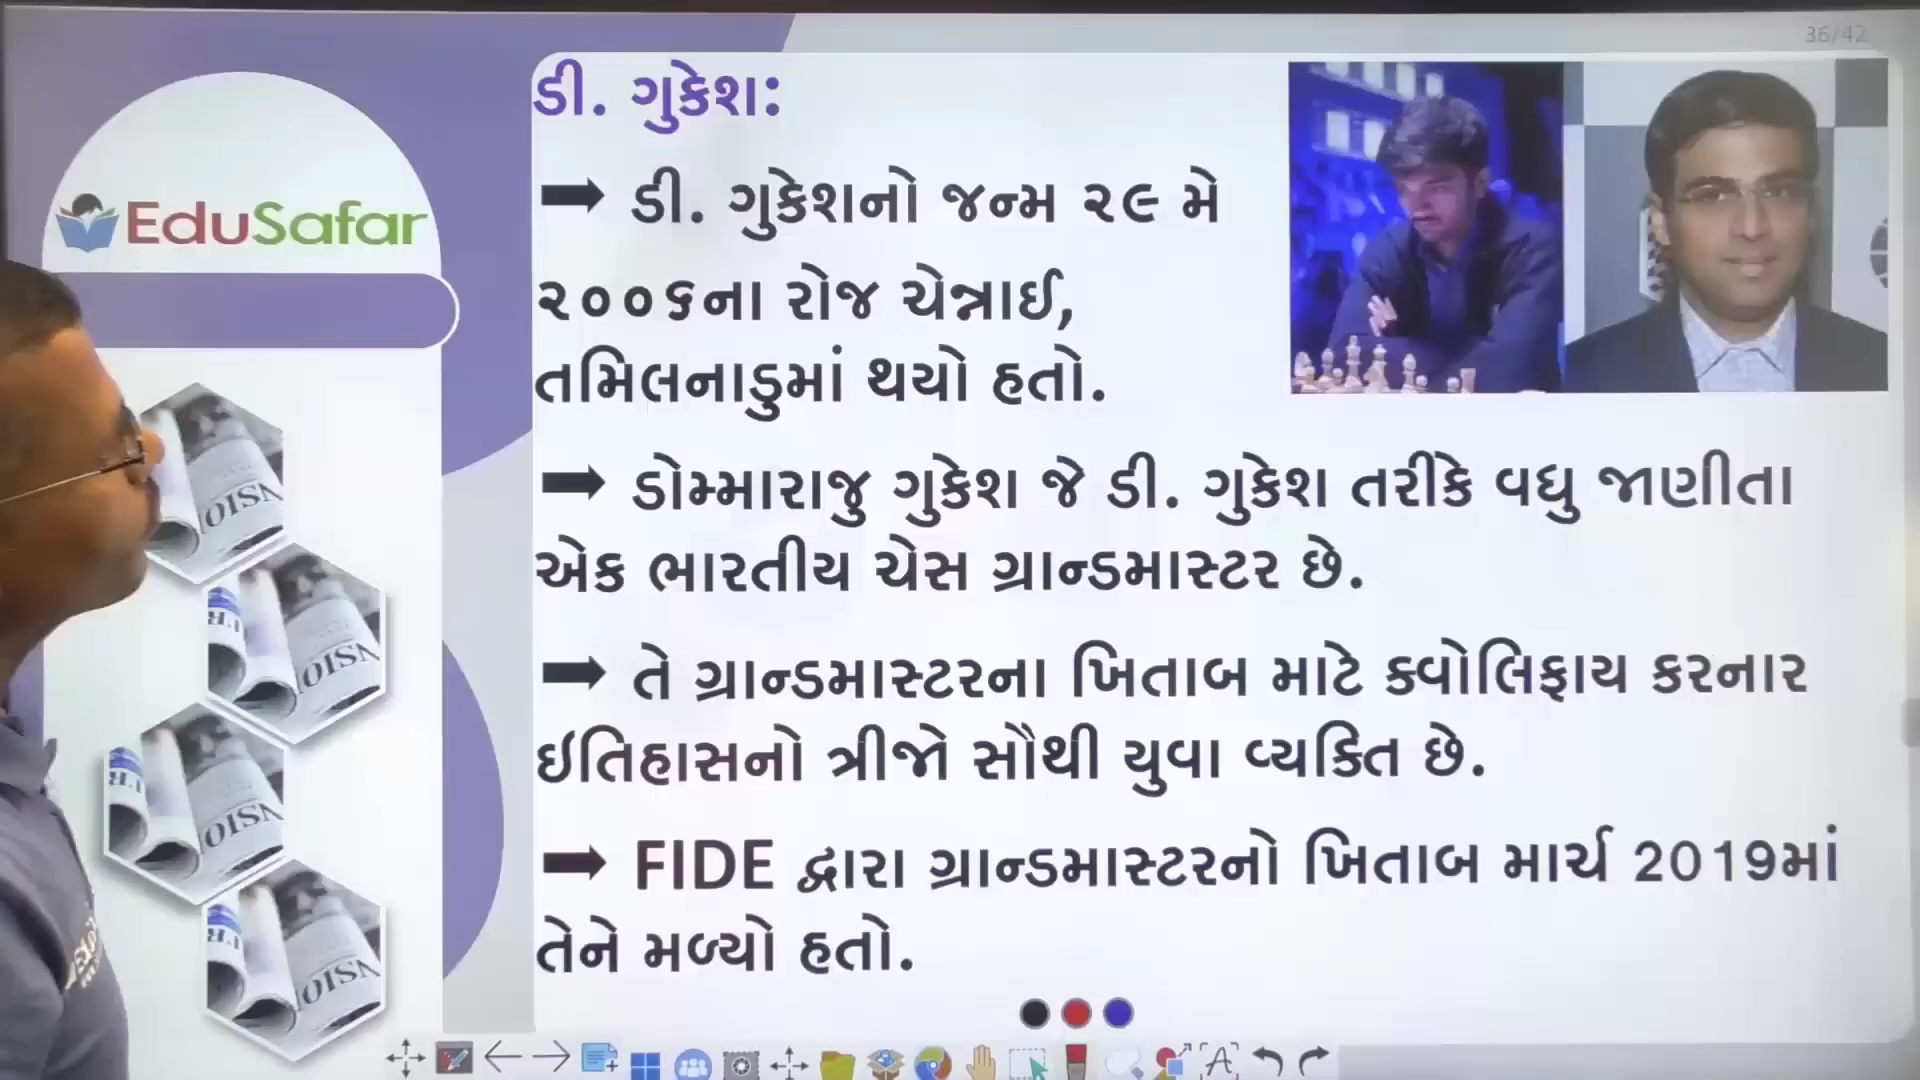 36/42
ડી. ગુકેશ:
EduSafar
➡ ડી. ગુકેશનો જન્મ ૨૯ મે
૨૦૦૬ના રોજ ચેન્નાઈ,
તમિલનાડુમાં થયો હતો.
➡ ડોમ્મારાજુ ગુકેશ જે ડી. ગુકેશ તરીકે વધુ જાણીતા
એક ભારતીય ચેસ ગ્રાન્ડમાસ્ટર છે.
➡ તે ગ્રાન્ડમાસ્ટરના ખિતાબ માટે ક્વોલિફાય કરનાર
ઈતિહાસનો ત્રીજો સૌથી યુવા વ્યક્તિ છે.
➡ FIDE દ્વારા ગ્રાન્ડમાસ્ટરનો ખિતાબ માર્ચ 2019માં
તેને મળ્યો હતો.